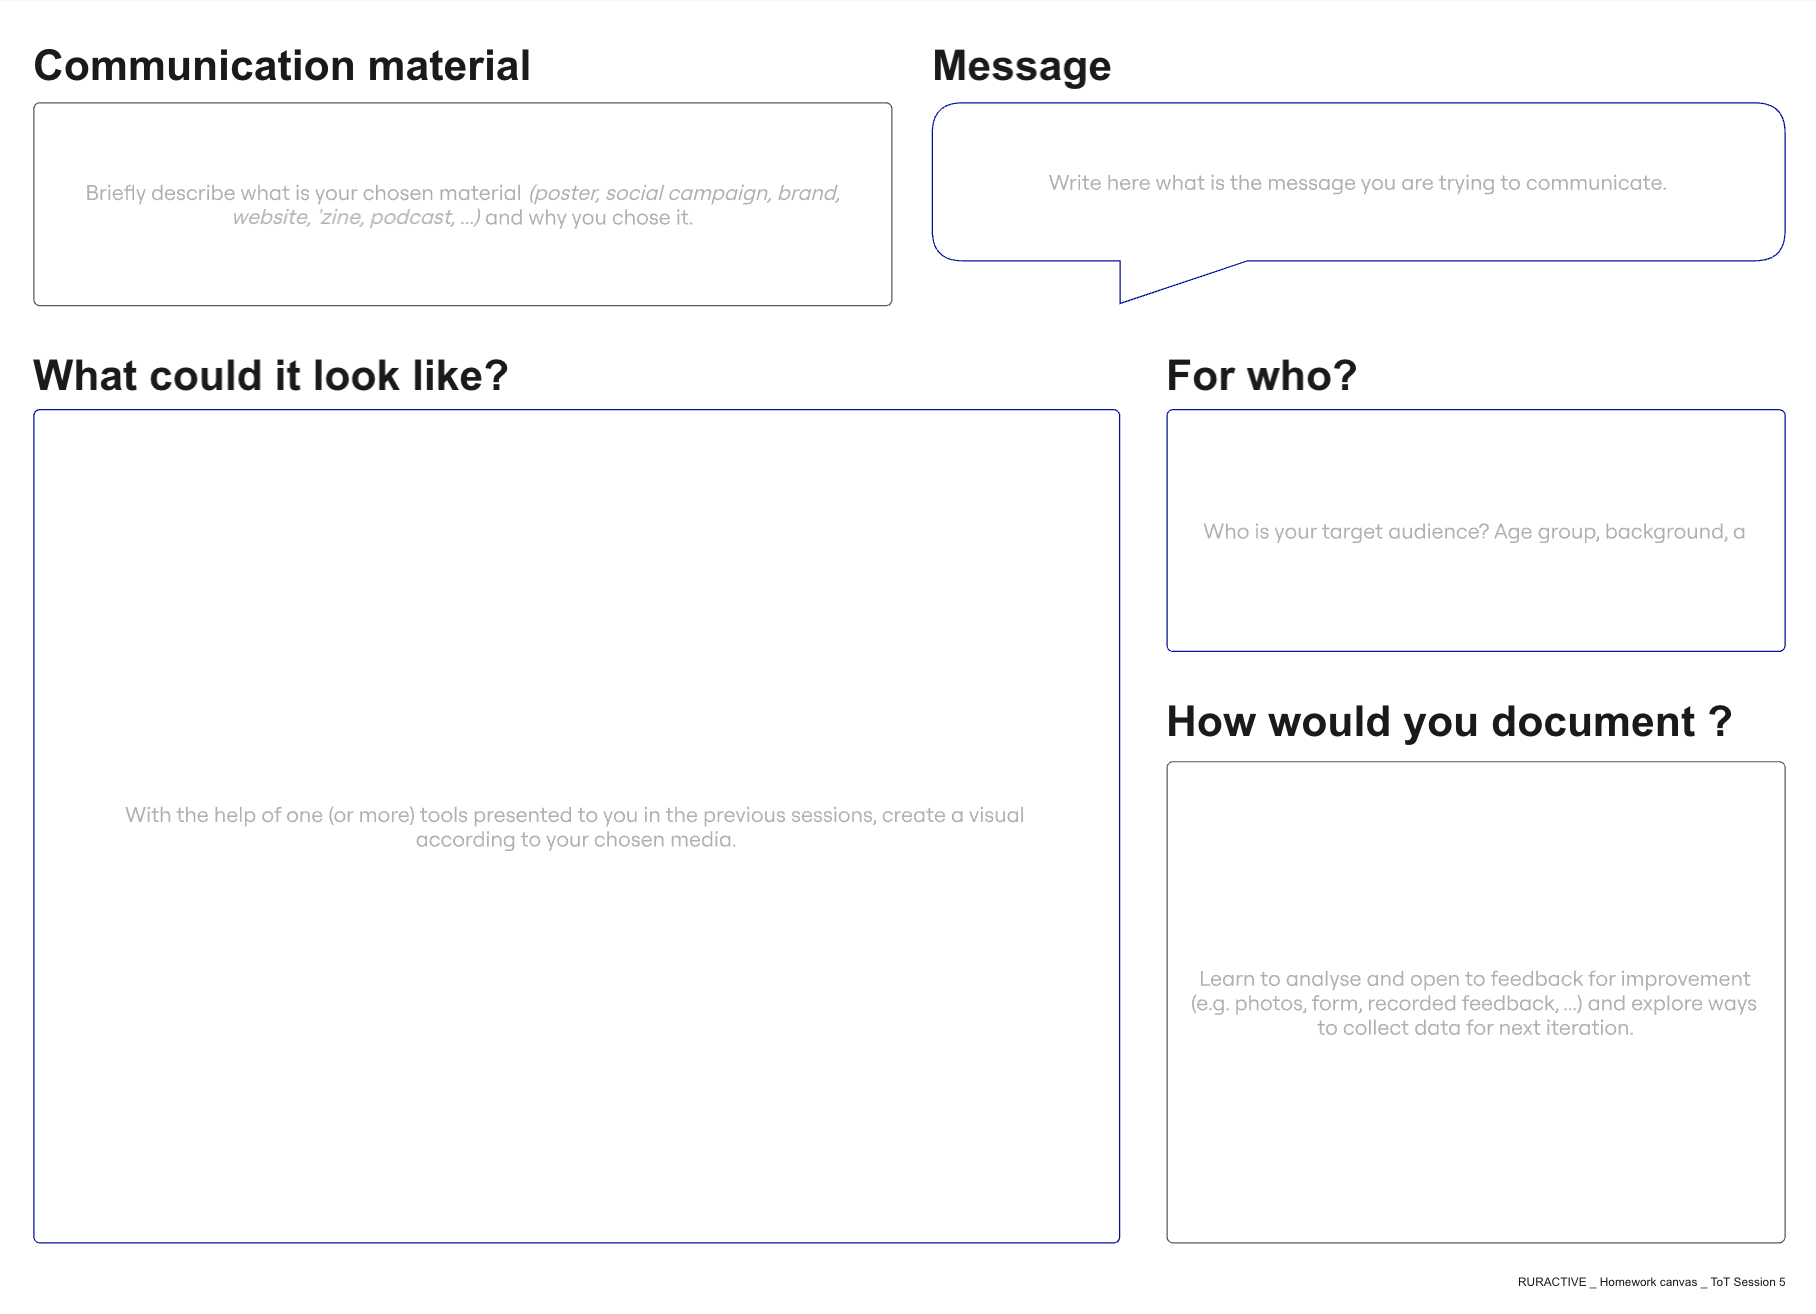 Communication material
Briefly describe what is your chosen material (poster, social campaign, brand,
website, 'zine, podcast, ...) and why you chose it.
Message
Write here what is the message you are trying to communicate.
What could it look like?
With the help of one (or more) tools presented to you in the previous sessions, create a visual
according to your chosen media.
For who?
Who is your target audience? Age group, background, a
How would you document ?
Learn to analyse and open to feedback for improvement
(e.g. photos, form, recorded feedback, ...) and explore ways
to collect data for next iteration.
RURACTIVE _ Homework canvas _ ToT Session 5